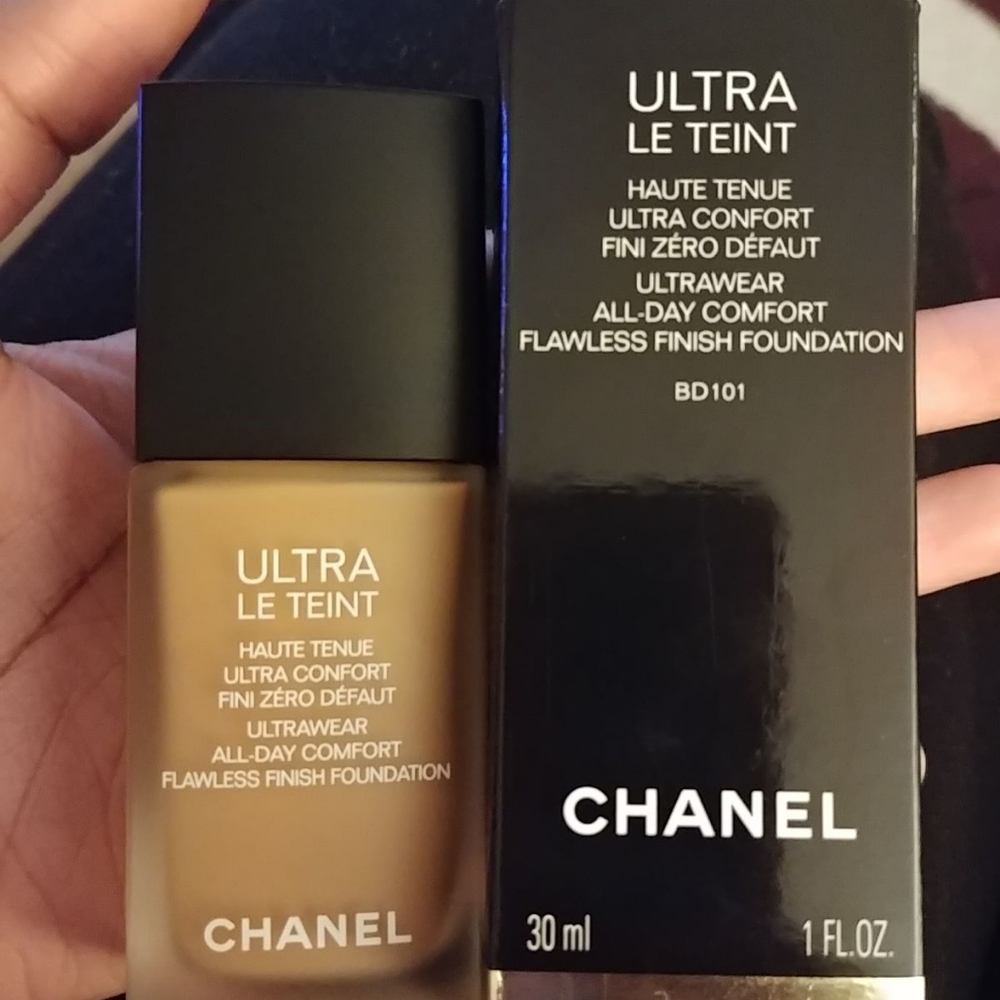 ULTRA
LE TEINT
HAUTE TENUE
ULTRA CONFORT
FINI ZÉRO DÉFAUT
ULTRAWEAR
ALL-DAY COMFORT
FLAWLESS FINISH FOUNDATION
CHANEL
ULTRA
LE TEINT
HAUTE TENUE
ULTRA CONFORT
FINI ZÉRO DÉFAUT
ULTRAWEAR
ALL-DAY COMFORT
FLAWLESS FINISH FOUNDATION
BD101
CHANEL
30 ml 1 FL.OZ.